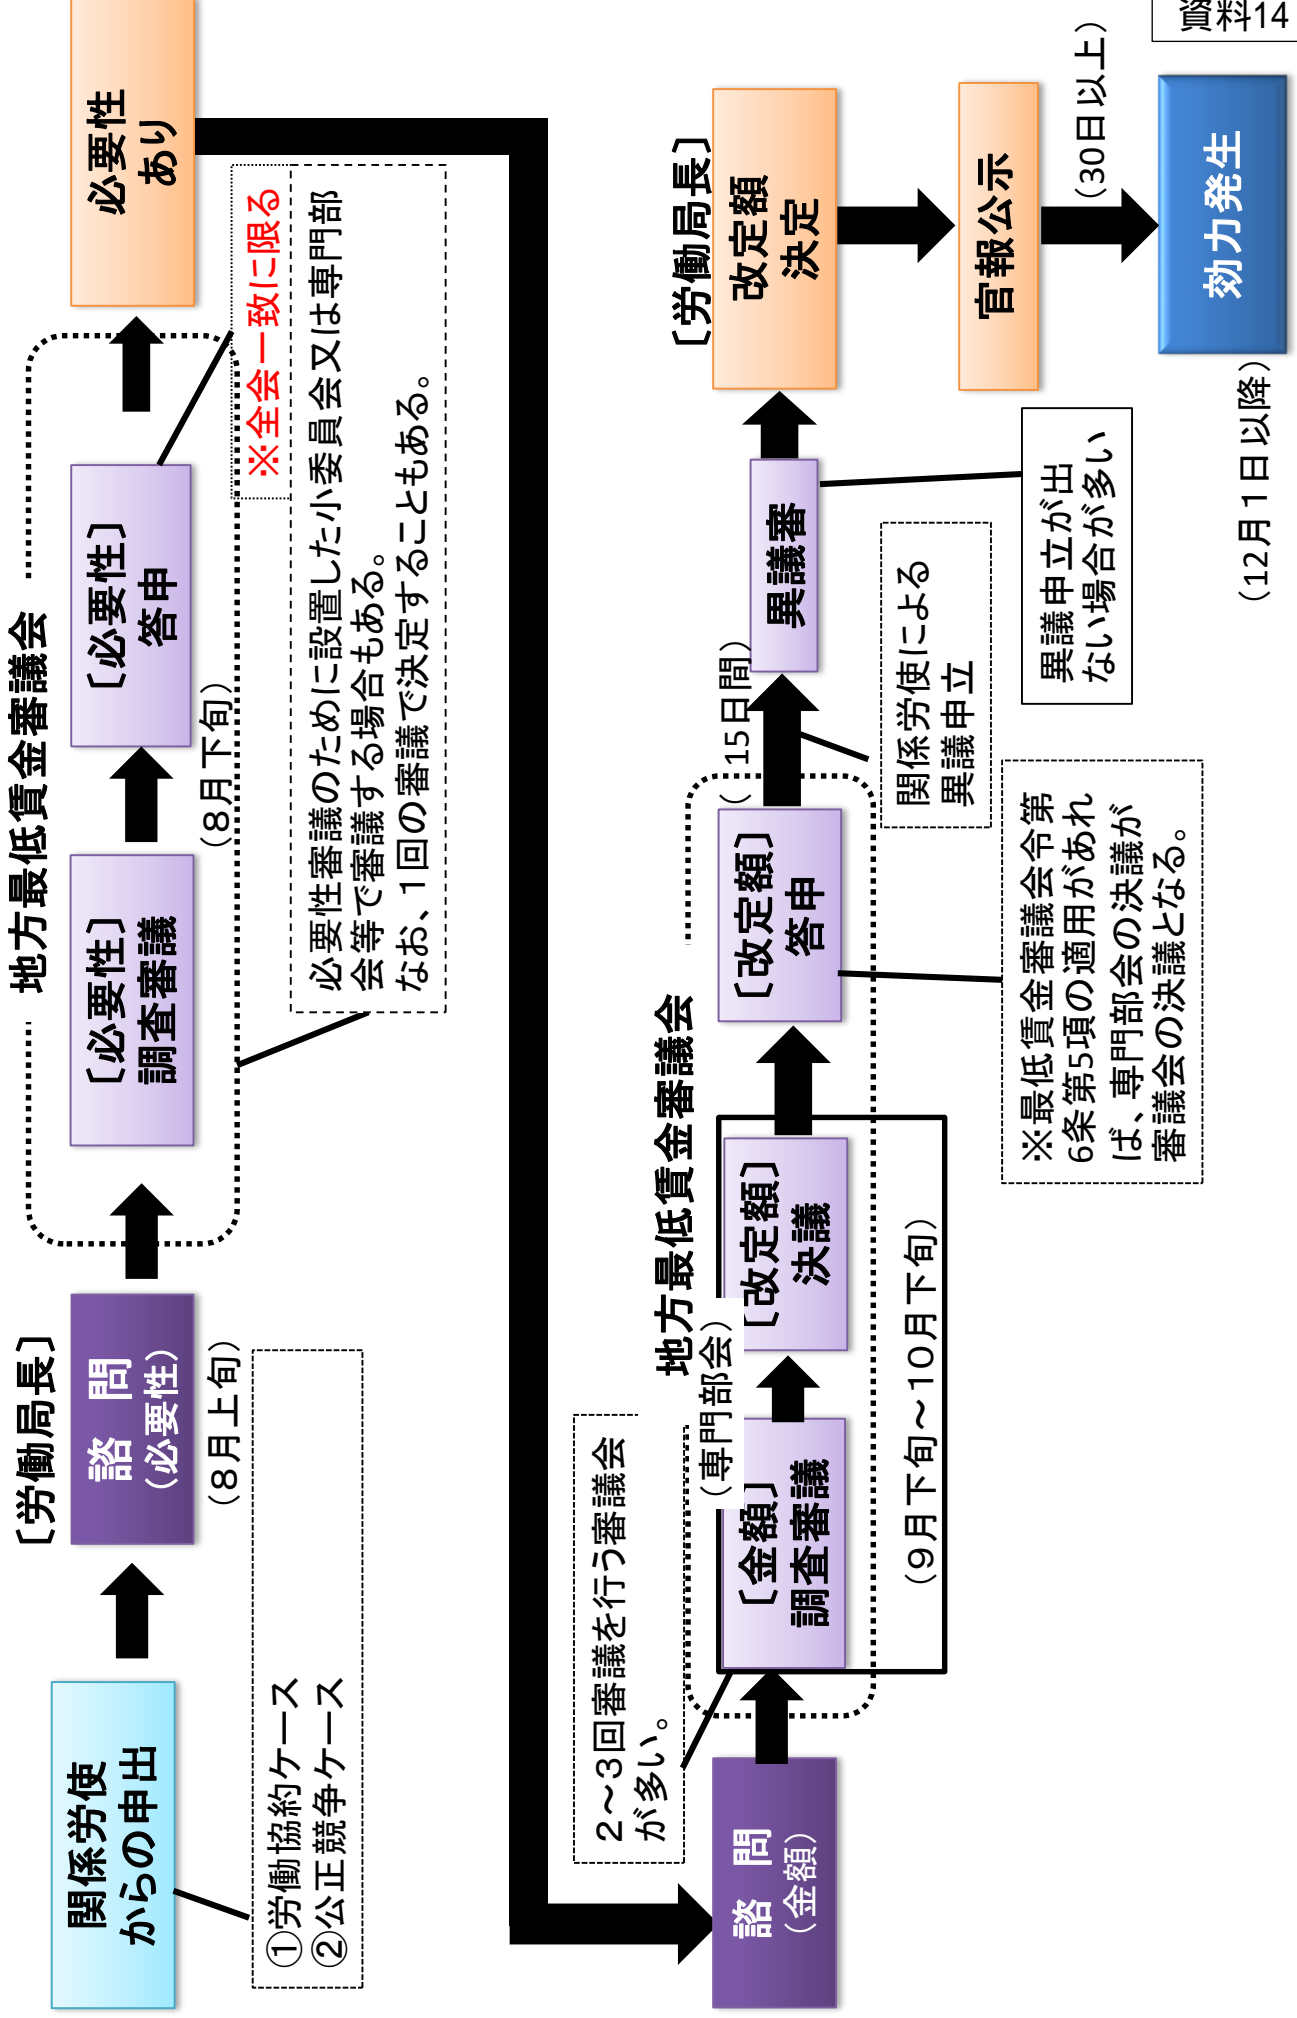 資料14
関係労使
からの申出
①労働協約ケース
②公正競争ケース
〔労働局長〕
諮　問
（必要性）
（８月上旬）
地方最低賃金審議会
〔必要性〕
調査審議
〔必要性〕
答申
（８月下旬）
※全会一致に限る
必要性審議のために設置した小委員会又は専門部
会等で審議する場合もある。
なお、１回の審議で決定することもある。
必要性
あり
諮　問
（金額）
２～３回審議を行う審議会
が多い。
地方最低賃金審議会
（専門部会）
〔金額〕
調査審議
〔改定額〕
決議
（９月下旬～１０月下旬）
〔改定額〕
答申
※最低賃金審議会令第
6条第5項の適用があれ
ば、専門部会の決議が
審議会の決議となる。
（ 15日間）
関係労使による
異議申立
異議審
異議申立が出
ない場合が多い
〔労働局長〕
改定額
決定
官報公示
（30日以上）
効力発生
（12月１日以降）